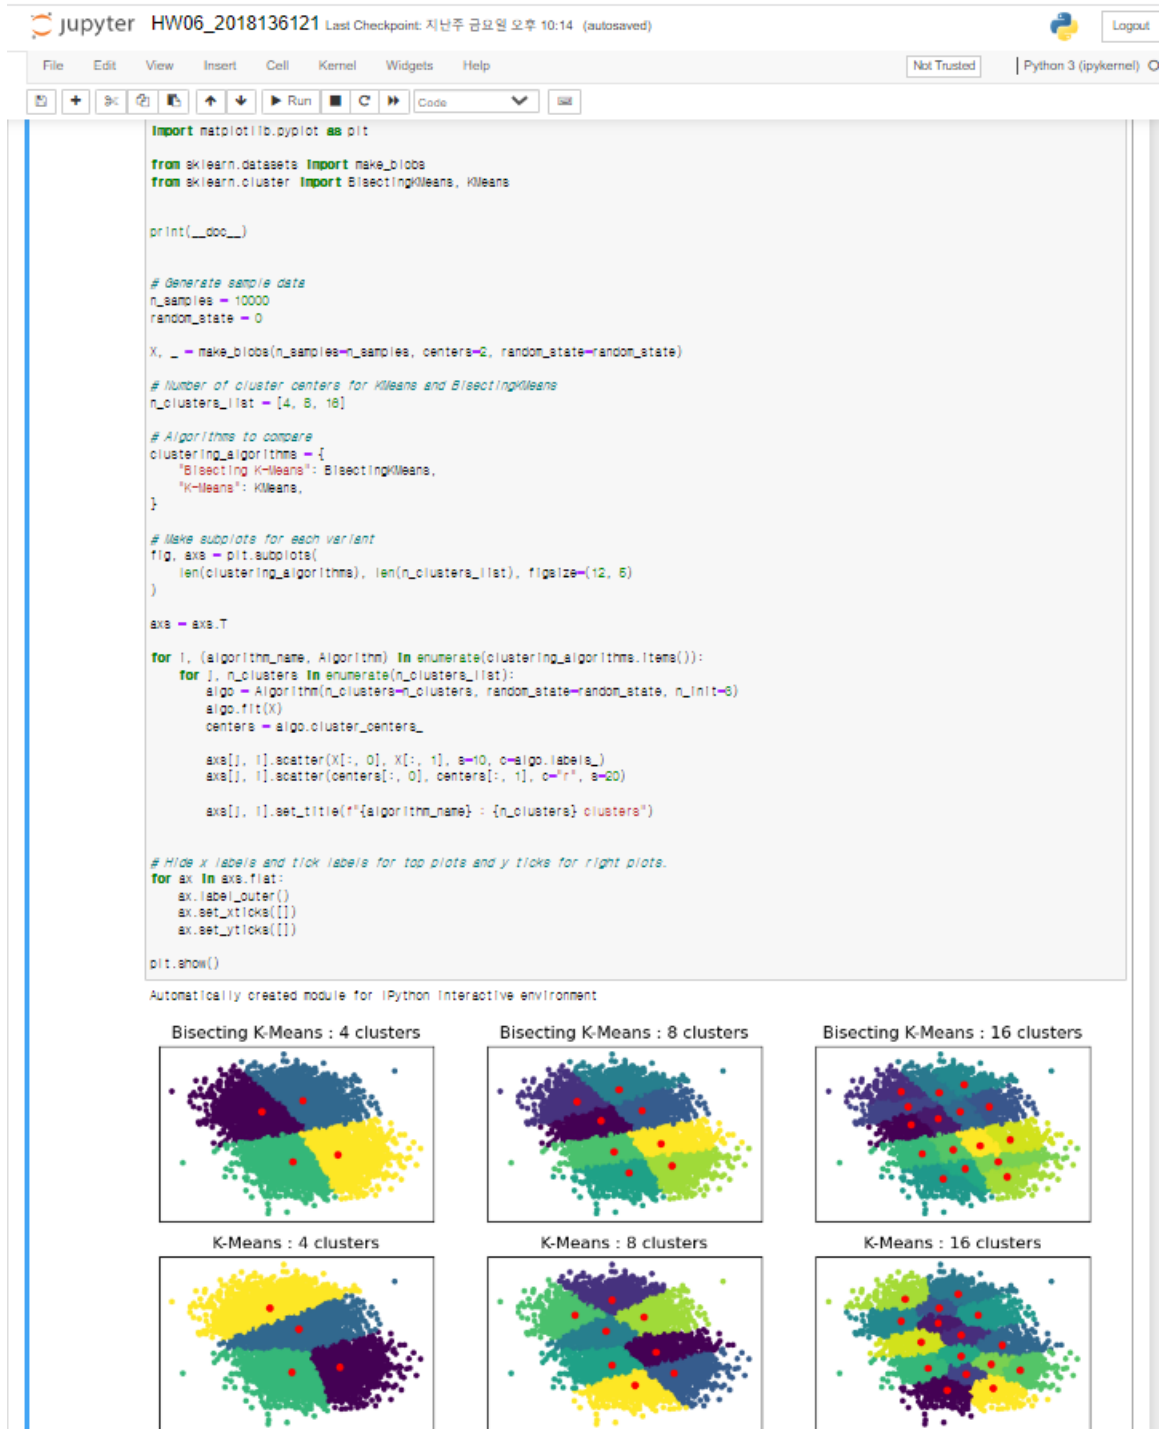 jupyter HW06_2018136121 Last Checkpoint: 지난주 금요일 오후 10:14 (autosaved)
Logout
File Edit View Insert Cell Kernel Widgets Help
Not Trusted
Python 3 (ipykernel)
Run
Code
import matplotlib.pyplot as plt
from sklearn.datasets import make_blobs
from sklearn.cluster import BisectingKMeans, KMeans
print(__doc__)
# Generate sample data
n_samples = 10000
random_state = 0
X, _ = make_blobs(n_samples=n_samples, centers=2, random_state=random_state)
# Number of cluster centers for KMeans and BisectingKMeans
n_clusters_list = [4, 8, 16]
# Algorithms to compare
clustering_algorithms = {
"Bisecting K-Means": BisectingKMeans,
"K-Means": KMeans,
}
# Make subplots for each variant
fig, axs = plt.subplots(
len(clustering_algorithms), len(n_clusters_list), figsize=(12, 5)
)
axs = axs.T
for i, (algorithm_name, Algorithm) in enumerate(clustering_algorithms.items()):
for j, n_clusters in enumerate(n_clusters_list):
algo = Algorithm(n_clusters=n_clusters, random_state=random_state, n_init=3)
algo.fit(X)
centers = algo.cluster_centers_
axs[j, i].scatter(X[:, 0], X[:, 1], s=10, c=algo.labels_)
axs[j, i].scatter(centers[:, 0], centers[:, 1], c="r", s=20)
axs[j, i].set_title(f"{algorithm_name} : {n_clusters} clusters")
# Hide x labels and tick labels for top plots and y ticks for right plots.
for ax in axs.flat:
ax.label_outer()
ax.set_xticks([])
ax.set_yticks([])
plt.show()
Automatically created module for IPython interactive environment
Bisecting K-Means : 4 clusters
Bisecting K-Means : 8 clusters
Bisecting K-Means : 16 clusters
K-Means : 4 clusters
K-Means : 8 clusters
K-Means : 16 clusters